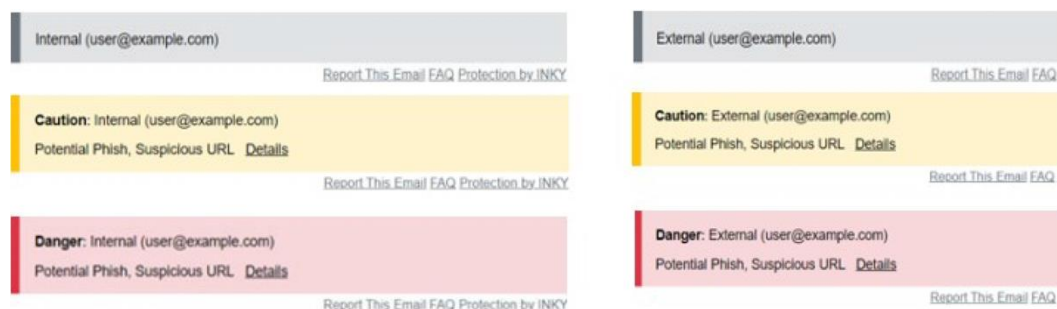 Internal (user@example.com)
Report This Email FAQ Protection by INKY
Caution: Internal (user@example.com)
Potential Phish, Suspicious URL Details
Report This Email FAQ Protection by INKY
Danger: Internal (user@example.com)
Potential Phish, Suspicious URL Details
Report This Email FAQ Protection by INKY
External (user@example.com)
Report This Email FAQ
Caution: External (user@example.com)
Potential Phish, Suspicious URL Details
Report This Email FAQ
Danger: External (user@example.com)
Potential Phish, Suspicious URL Details
Report This Email FAQ